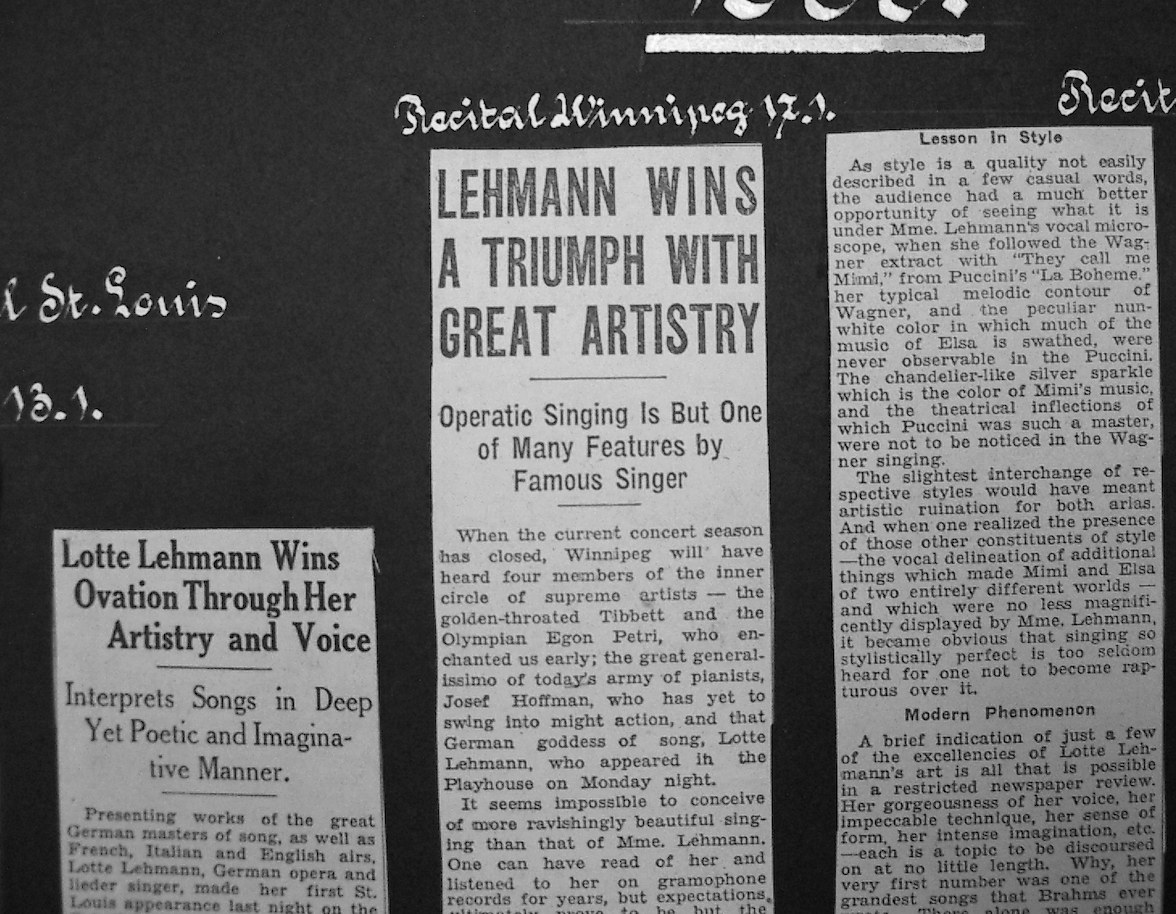 Recital Winnipeg 17.1.
Recit
l St. Louis
13.1.
Lotte Lehmann Wins
Ovation Through Her
Artistry and Voice
Interprets Songs in Deep
Yet Poetic and Imagina-
tive Manner.
Presenting works of the great
German masters of song, as well as
French, Italian and English airs,
Lotte Lehmann, German opera and
lieder singer, made her first St.
Louis appearance last night on the
LEHMANN WINS
A TRIUMPH WITH
GREAT ARTISTRY
Operatic Singing Is But One
of Many Features by
Famous Singer
When the current concert season
has closed, Winnipeg will have
heard four members of the inner
circle of supreme artists — the
golden-throated Tibbett and the
Olympian Egon Petri, who en-
chanted us early; the great general-
issimo of today's army of pianists,
Josef Hoffman, who has yet to
swing into might action, and that
German goddess of song, Lotte
Lehmann, who appeared in the
Playhouse on Monday night.
It seems impossible to conceive
of more ravishingly beautiful sing-
ing than that of Mme. Lehmann.
One can have read of her and
listened to her on gramophone
records for years, but expectations
ultimately prove to be but the
Lesson in Style
As style is a quality not easily
described in a few casual words,
the audience had a much better
opportunity of seeing what it is
under Mme. Lehmann's vocal micro-
scope, when she followed the Wag-
ner extract with "They call me
Mimi," from Puccini's "La Boheme."
her typical melodic contour of
Wagner, and the peculiar nun-
white color in which much of the
music of Elsa is swathed, were
never observable in the Puccini.
The chandelier-like silver sparkle
which is the color of Mimi's music,
and the theatrical inflections of
which Puccini was such a master,
were not to be noticed in the Wag-
ner singing.
The slightest interchange of re-
spective styles would have meant
artistic ruination for both arias.
And when one realized the presence
of those other constituents of style
—the vocal delineation of additional
things which made Mimi and Elsa
of two entirely different worlds —
and which were no less magnifi-
cently displayed by Mme. Lehmann,
it became obvious that singing so
stylistically perfect is too seldom
heard for one not to become rap-
turous over it.
Modern Phenomenon
A brief indication of just a few
of the excellencies of Lotte Leh-
mann's art is all that is possible
in a restricted newspaper review.
Her gorgeousness of her voice, her
impeccable technique, her sense of
form, her intense imagination, etc.
—each is a topic to be discoursed
on at no little length. Why, her
very first number was one of the
grandest songs that Brahms ever
There alone was enough